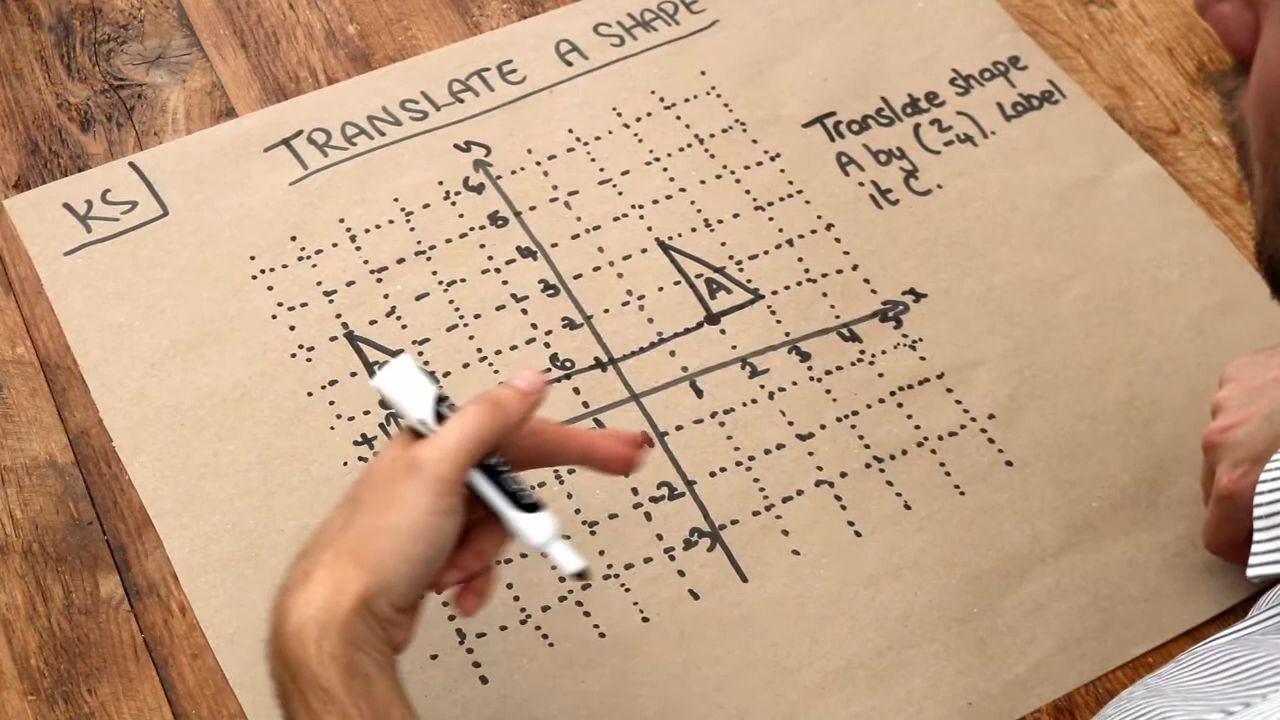 TRANSLATE A SHAPE
KS
Translate shape
A by (2 -4). Label
it C.
y
6
5
4
3
2
1
6
A
x
1 2 3 4 5
-2
-3